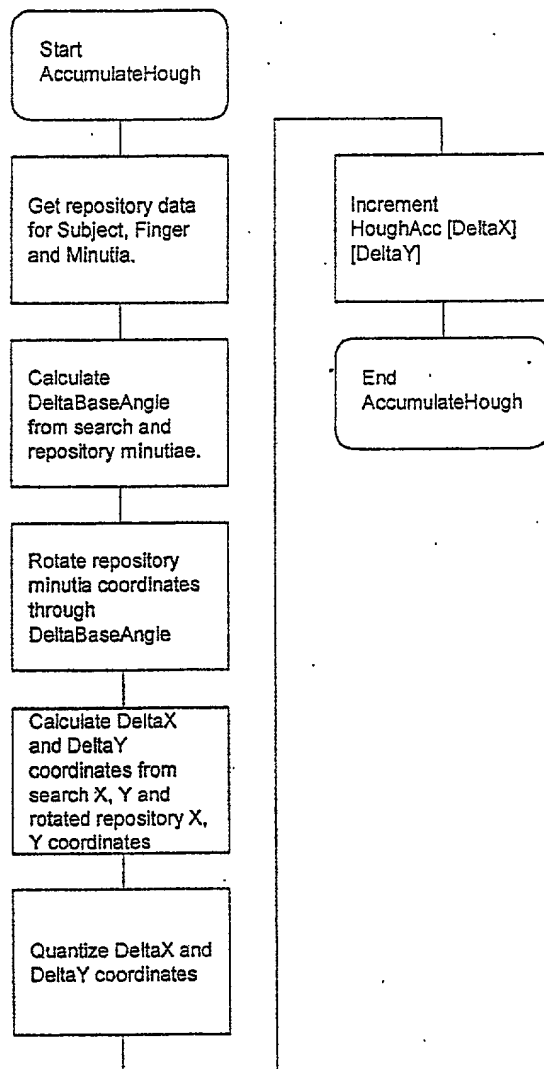 Start
AccumulateHough
Get repository data
for Subject, Finger
and Minutia.
Calculate
DeltaBaseAngle
from search and
repository minutiae.
Rotate repository
minutia coordinates
through
DeltaBaseAngle
Calculate DeltaX
and DeltaY
coordinates from
search X, Y and
rotated repository X,
Y coordinates
Quantize DeltaX and
DeltaY coordinates
Increment
HoughAcc [DeltaX]
[DeltaY]
End
AccumulateHough